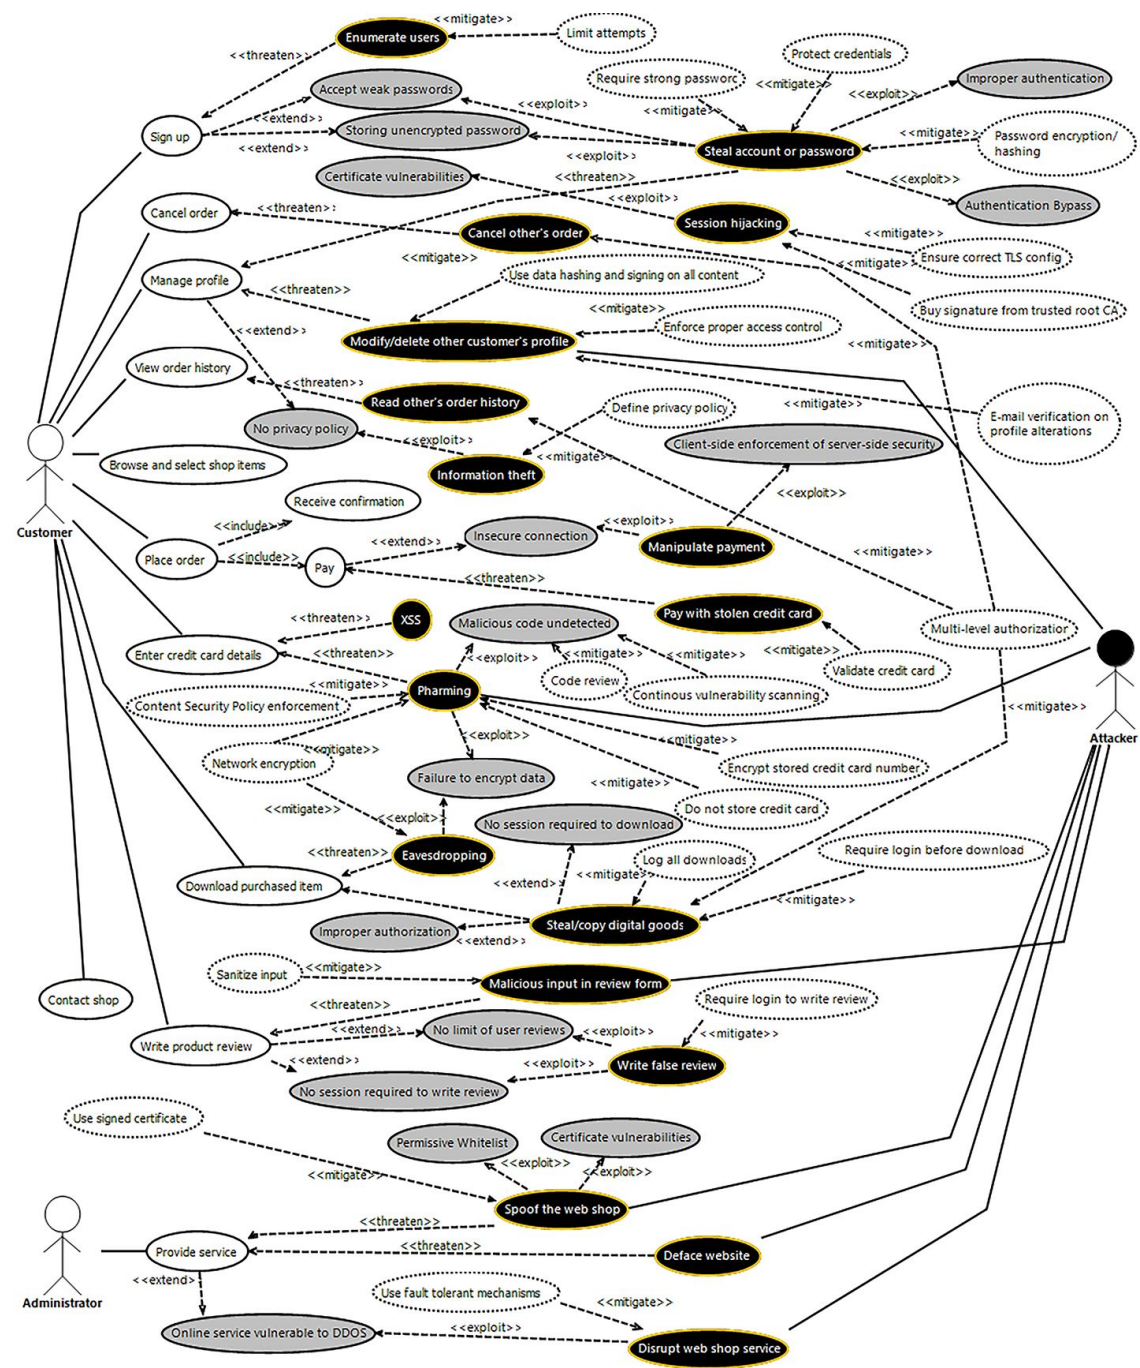 <<mitigate>>
Enumerate users
Limit attempts
<<threaten>>
Protect credentials
Require strong password
<<mitigate>>
Improper authentication
Accept weak passwords
<<exploit>>
<<mitigate>>
<<exploit>>
Sign up
<<extend>>
Storing unencrypted password
<<extend>>
<<mitigate>>
Password encryption/
hashing
Steal account or password
<<exploit>>
Certificate vulnerabilities
<<threaten>>
<<exploit>>
<<exploit>>
Authentication Bypass
Cancel order
<<threaten>>
Cancel other's order
Session hijacking
<<mitigate>>
Ensure correct TLS config
<<mitigate>>
<<mitigate>>
Use data hashing and signing on all content
Manage profile
<<threaten>>
<<mitigate>>
Buy signature from trusted root CA
<<extend>>
Enforce proper access control
Modify/delete other customer's profile
<<mitigate>>
View order history
<<threaten>>
Read other's order history
Define privacy policy
<<mitigate>>
E-mail verification on
profile alterations
No privacy policy
<<exploit>>
Client-side enforcement of server-side security
<<mitigate>>
Browse and select shop items
Information theft
<<exploit>>
Receive confirmation
Customer
<<include>>
<<exploit>>
Insecure connection
<<extend>>
Manipulate payment
<<mitigate>>
Place order
<<include>>
Pay
<<threaten>>
Pay with stolen credit card
XSS
<<threaten>>
Malicious code undetected
Multi-level authorization
Enter credit card details
<<threaten>>
<<exploit>>
<<mitigate>>
<<mitigate>>
Validate credit card
<<mitigate>>
Code review
<<mitigate>>
Pharming
Continous vulnerability scanning
Content Security Policy enforcement
<<mitigate>>
Attacker
<<exploit>>
<<mitigate>>
<<mitigate>>
Network encryption
Encrypt stored credit card number
Failure to encrypt data
<<mitigate>>
<<mitigate>>
<<exploit>>
Do not store credit card
No session required to download
<<threaten>>
Eavesdropping
Log all downloads
Require login before download
Download purchased item
<<extend>>
<<mitigate>>
<<mitigate>>
Steal/copy digital goods
Improper authorization
<<extend>>
Sanitize input
<<mitigate>>
Malicious input in review form
Require login to write review
Contact shop
<<threaten>>
<<extend>>
No limit of user reviews
<<exploit>>
<<mitigate>>
Write product review
<<extend>>
<<exploit>>
Write false review
No session required to write review
Use signed certificate
Permissive Whitelist
Certificate vulnerabilities
<<exploit>>
<<exploit>>
<<mitigate>>
Spoof the web shop
<<threaten>>
Provide service
<<threaten>>
Deface website
<<extend>>
Administrator
Use fault tolerant mechanisms
<<mitigate>>
Online service vulnerable to DDOS
<<exploit>>
Disrupt web shop service